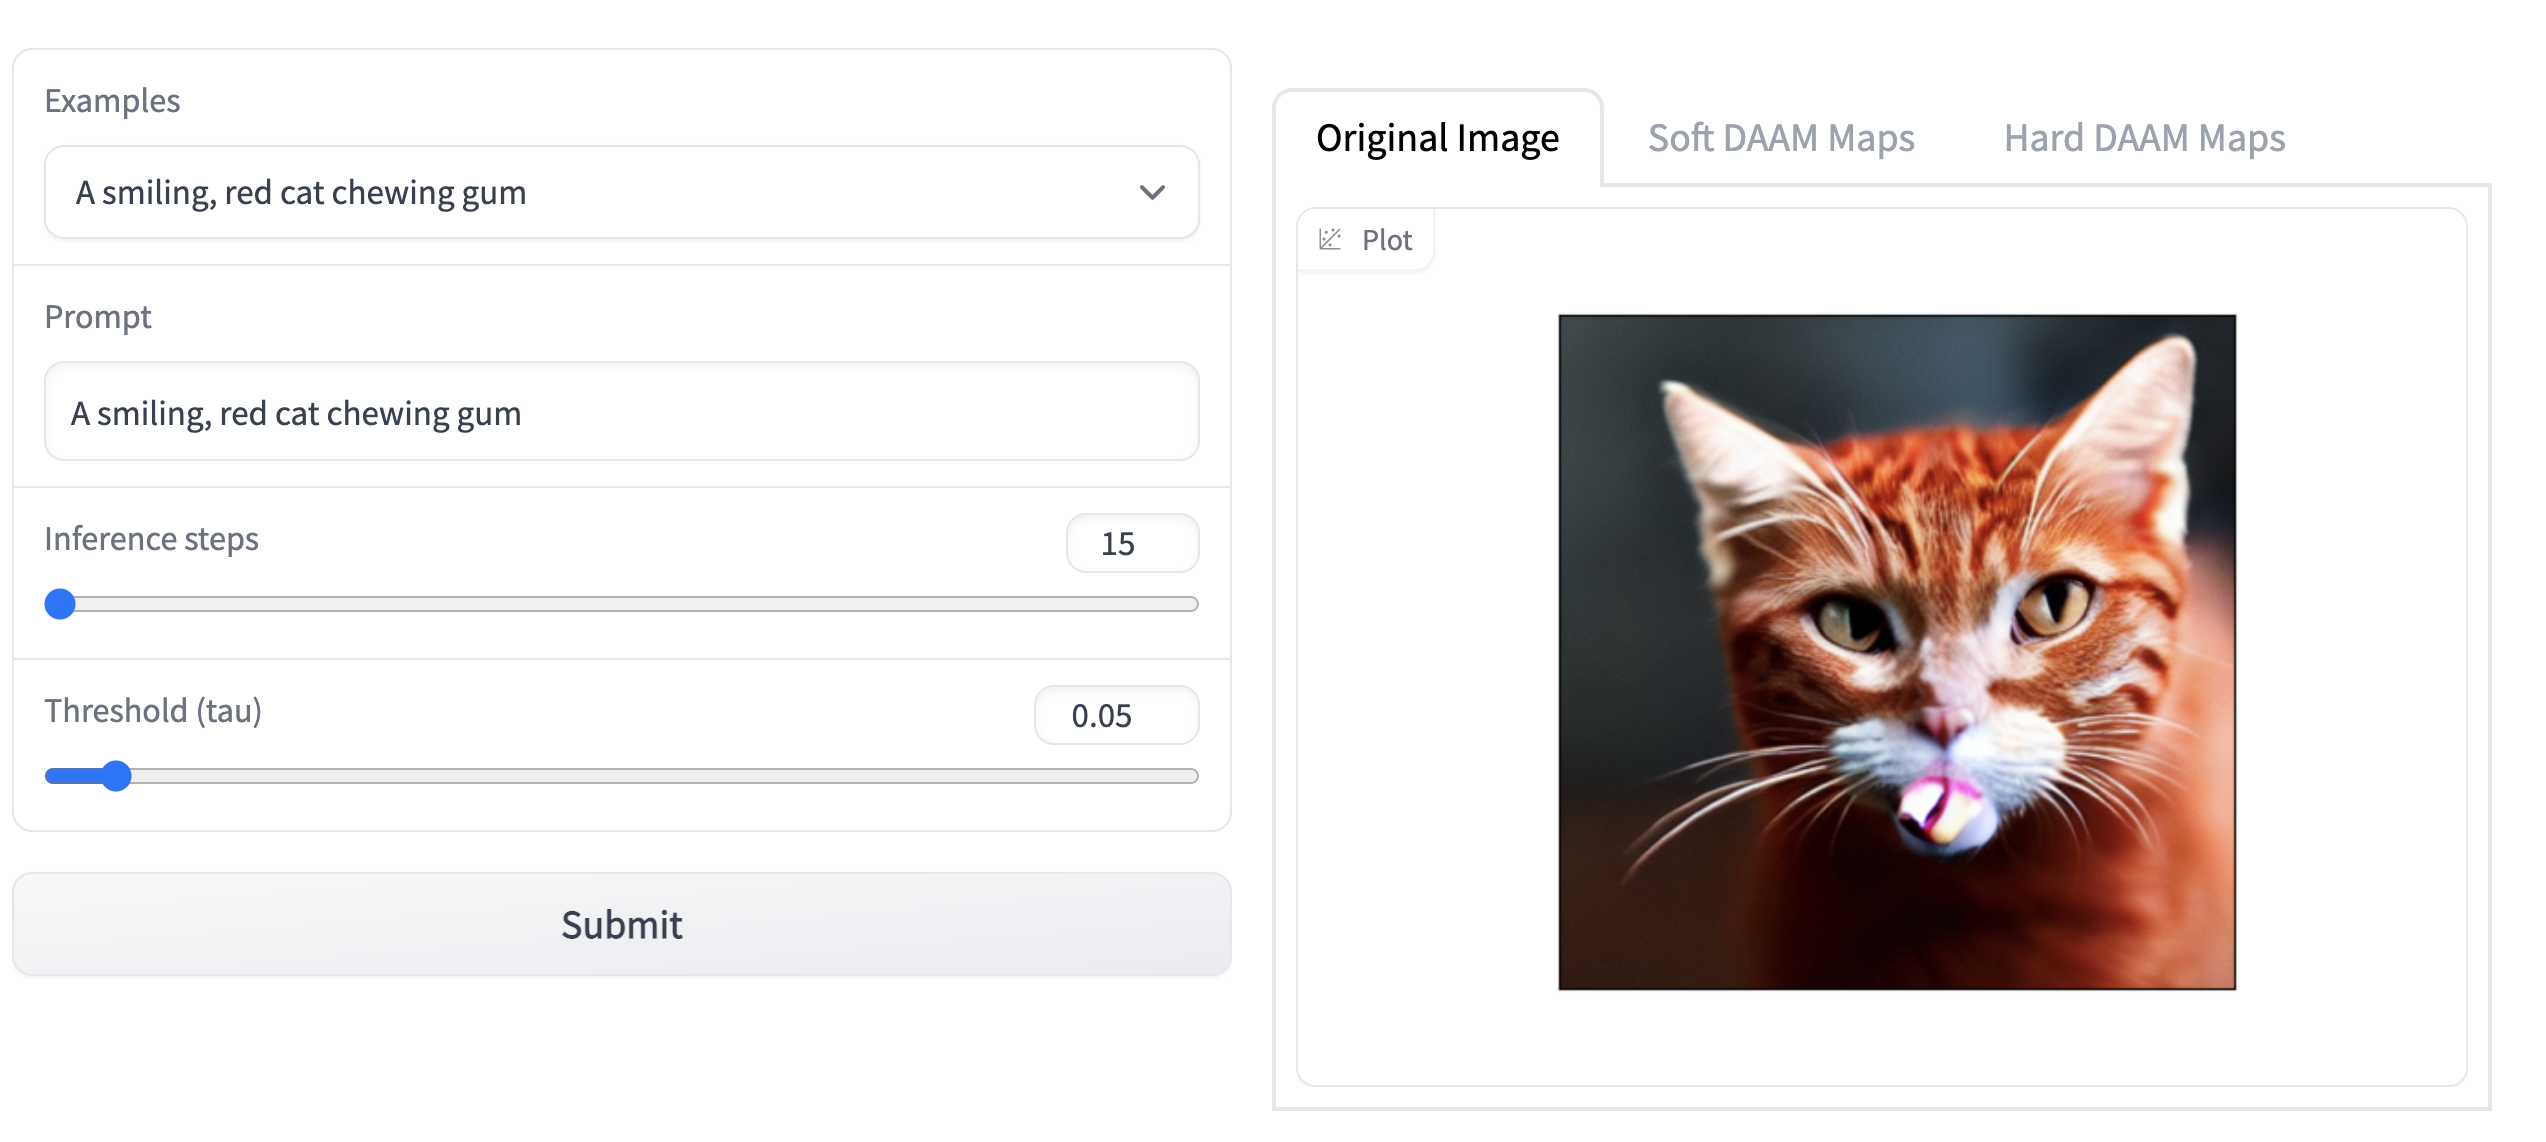 Examples
A smiling, red cat chewing gum
Prompt
A smiling, red cat chewing gum
Inference steps
15
Threshold (tau)
0.05
Submit
Original Image
Soft DAAM Maps
Hard DAAM Maps
Plot